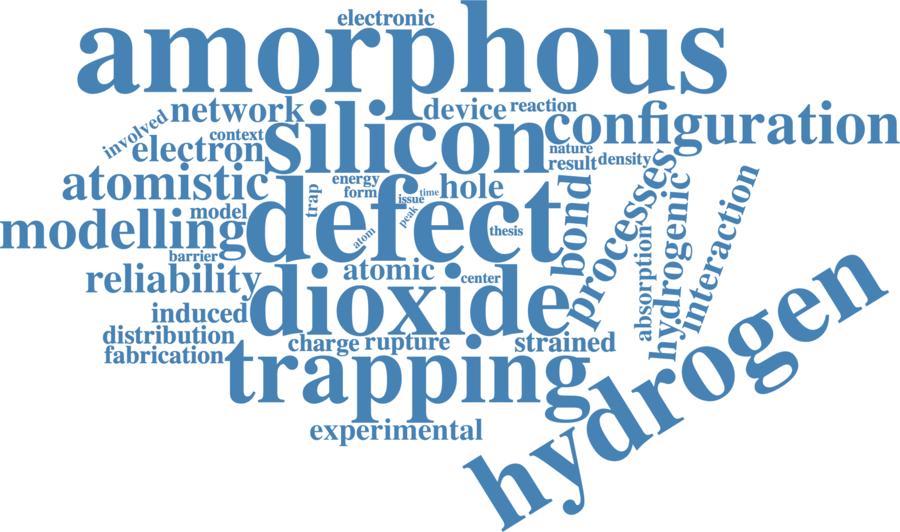 electronic
amorphous
network
device
reaction
involved
context
electron
silicon
configuration
nature
result
density
atomistic
trap
energy
form
issue
time
hole
modelling
model
defect
peak
atom
thesis
bond
processes
barrier
reliability
atomic
center
absorption
hydrogenic
interaction
induced
dioxide
distribution
fabrication
charge
rupture
strained
trapping
hydrogen
experimental